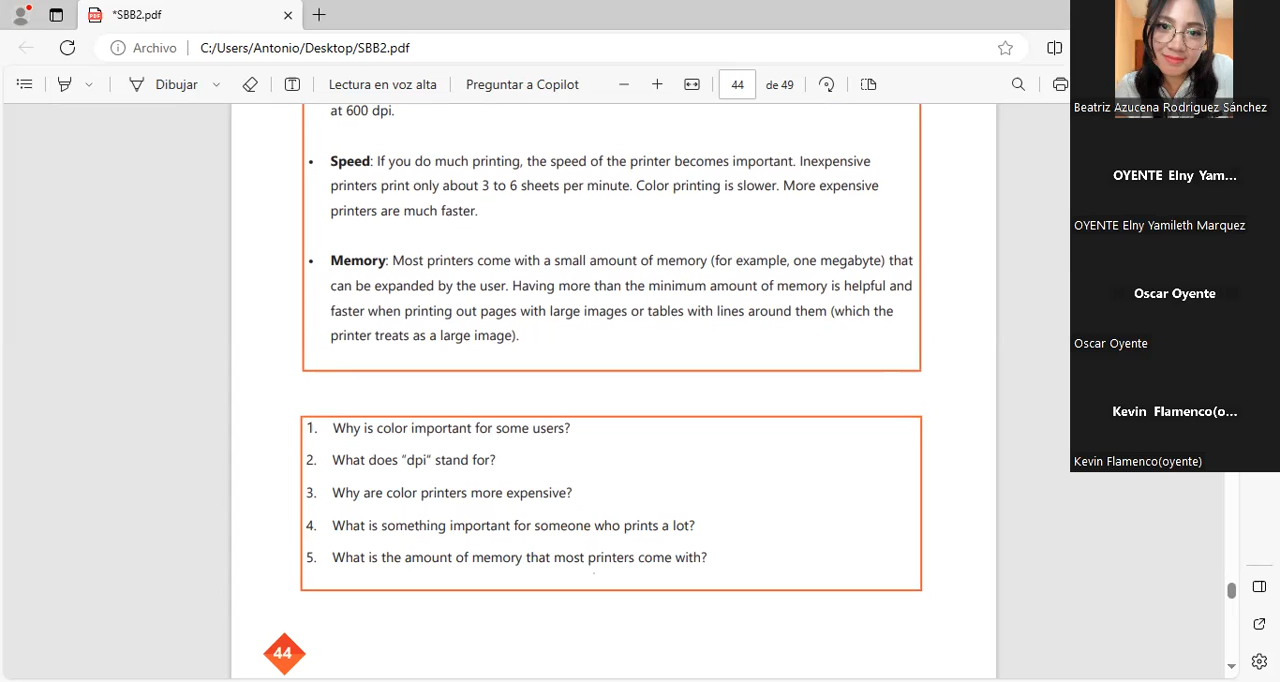 *SBB2.pdf
Archivo
C:/Users/Antonio/Desktop/SBB2.pdf
Dibujar
Lectura en voz alta
Preguntar a Copilot
44
de 49
at 600 dpi.
• Speed: If you do much printing, the speed of the printer becomes important. Inexpensive
printers print only about 3 to 6 sheets per minute. Color printing is slower. More expensive
printers are much faster.
• Memory: Most printers come with a small amount of memory (for example, one megabyte) that
can be expanded by the user. Having more than the minimum amount of memory is helpful and
faster when printing out pages with large images or tables with lines around them (which the
printer treats as a large image).
1. Why is color important for some users?
2. What does “dpi” stand for?
3. Why are color printers more expensive?
4. What is something important for someone who prints a lot?
5. What is the amount of memory that most printers come with?
44
Beatriz Azucena Rodriguez Sánchez
OYENTE Elny Yam...
OYENTE Elny Yamileth Marquez
Oscar Oyente
Oscar Oyente
Kevin Flamenco(o...
Kevin Flamenco(oyente)